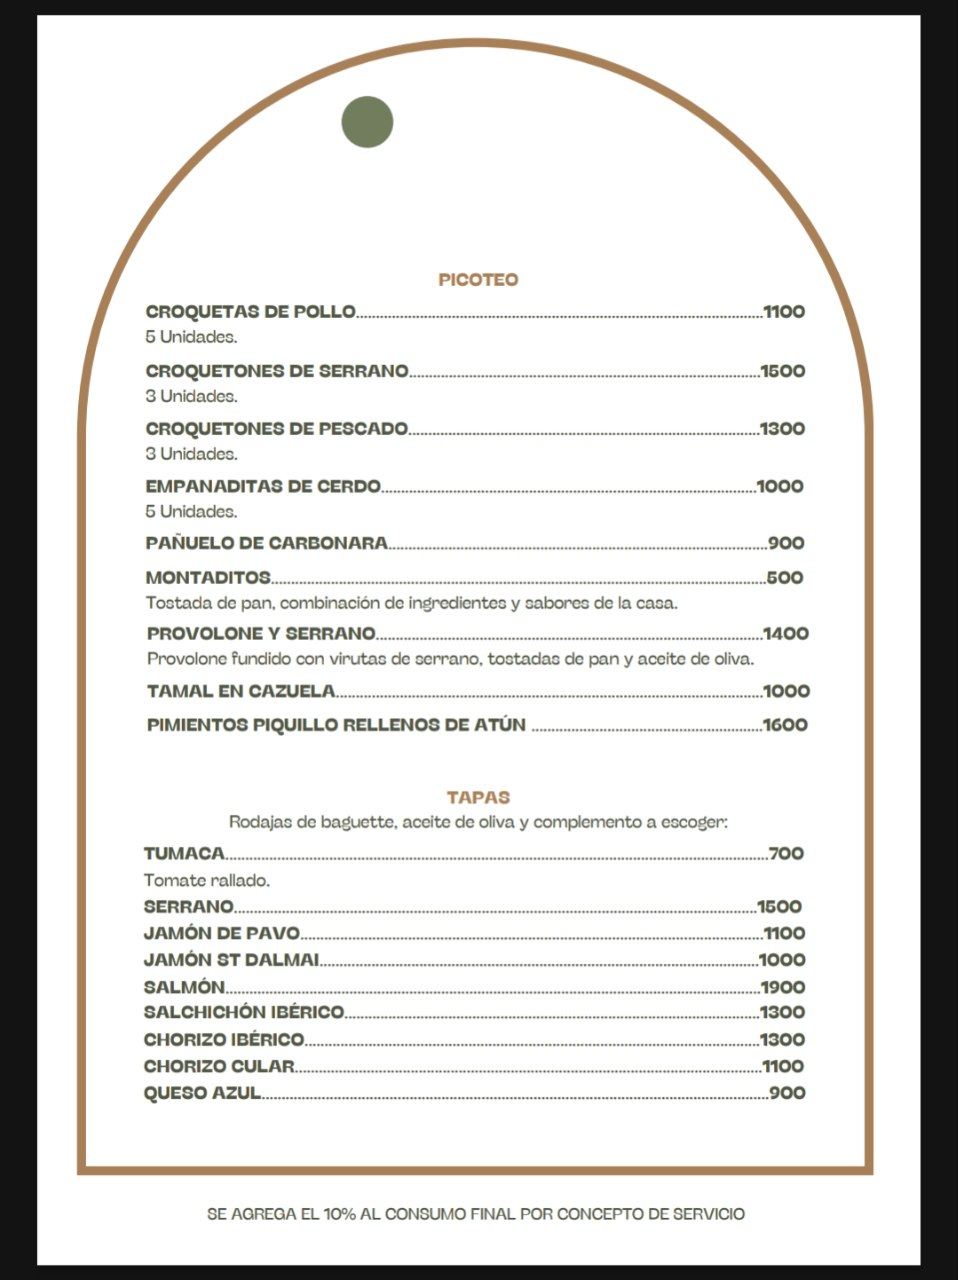 PICOTEO
CROQUETAS DE POLLO........................1100
5 Unidades.
CROQUETONES DE SERRANO........................1500
3 Unidades.
CROQUETONES DE PESCADO........................1300
3 Unidades.
EMPANADITAS DE CERDO........................1000
5 Unidades.
PAÑUELO DE CARBONARA........................900
MONTADITOS........................500
Tostada de pan, combinación de ingredientes y sabores de la casa.
PROVOLONE Y SERRANO........................1400
Provolone fundido con virutas de serrano, tostadas de pan y aceite de oliva.
TAMAL EN CAZUELA........................1000
PIMIENTOS PIQUILLO RELLENOS DE ATÚN ........................1600
TAPAS
Rodajas de baguette, aceite de oliva y complemento a escoger:
TUMACA........................700
Tomate rallado.
SERRANO........................1500
JAMÓN DE PAVO........................1100
JAMÓN ST DALMAI........................1000
SALMÓN........................1900
SALCHICHÓN IBÉRICO........................1300
CHORIZO IBÉRICO........................1300
CHORIZO CULAR........................1100
QUESO AZUL........................900
SE AGREGA EL 10% AL CONSUMO FINAL POR CONCEPTO DE SERVICIO